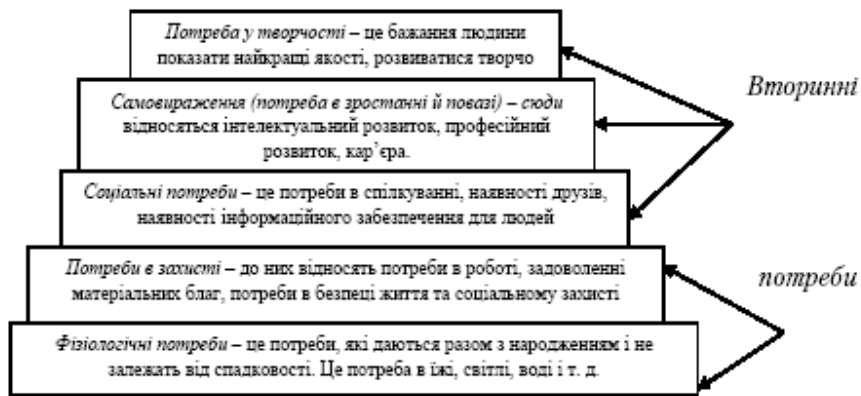 Потреба у творчості – це бажання людини
показати найкращі якості, розвиватися творчо
Самовираження (потреба в зростанні й повазі) – сюди
відносяться інтелектуальний розвиток, професійний
розвиток, кар’єра.
Вторинні
Соціальні потреби – це потреби в спілкуванні, наявності друзів,
наявності інформаційного забезпечення для людей
Потреби в захисті – до них відносять потреби в роботі, задоволенні
матеріальних благ, потреби в безпеці життя та соціальному захисті
потреби
Фізіологічні потреби – це потреби, які даються разом з народженням і не
залежать від спадковості. Це потреба в їжі, світлі, воді і т. д.